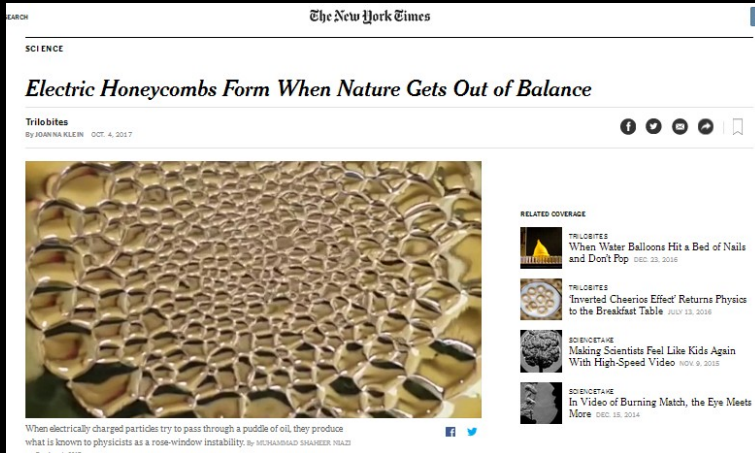 SEARCH
The New York Times
SCIENCE
Electric Honeycombs Form When Nature Gets Out of Balance
Trilobites
By JOANNA KLEIN OCT. 4, 2017
RELATED COVERAGE
TRILOBITES
When Water Balloons Hit a Bed of Nails
and Don't Pop DEC. 23, 2016
TRILOBITES
'Inverted Cheerios Effect' Returns Physics
to the Breakfast Table JULY 13, 2016
SCIENCETAKE
Making Scientists Feel Like Kids Again
With High-Speed Video NOV. 9, 2015
SCIENCETAKE
In Video of Burning Match, the Eye Meets
More DEC. 15, 2014
When electrically charged particles try to pass through a puddle of oil, they produce
what is known to physicists as a rose-window instability. By MUHAMMAD SHAHEER NIAZI